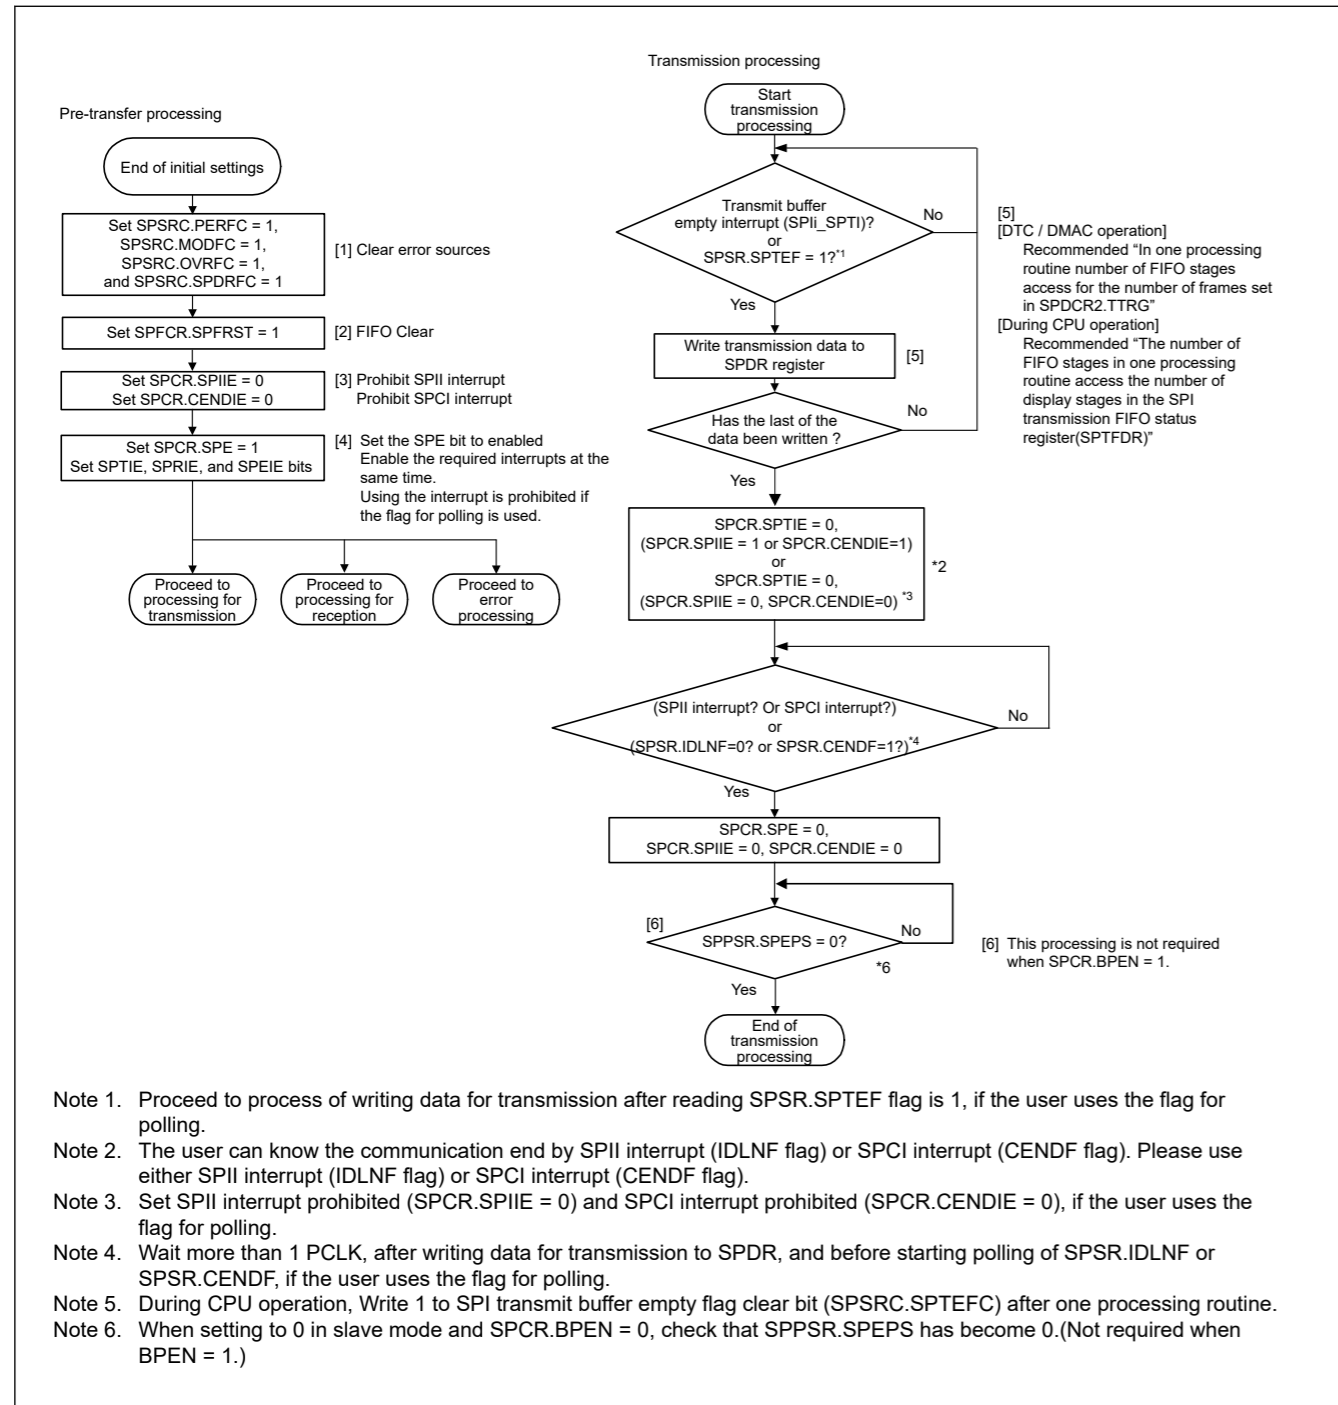 Pre-transfer processing
End of initial settings
Set SPSRC.PERFC = 1,
SPSRC.MODFC = 1,
SPSRC.OVRFC = 1,
and SPSRC.SPDRFC = 1
[1] Clear error sources
Set SPFCR.SPFRST = 1
[2] FIFO Clear
Set SPCR.SPIIE = 0
Set SPCR.CENDIE = 0
[3] Prohibit SPII interrupt
Prohibit SPCI interrupt
Set SPCR.SPE = 1
Set SPTIE, SPRIE, and SPEIE bits
[4] Set the SPE bit to enabled
Enable the required interrupts at the
same time.
Using the interrupt is prohibited if
the flag for polling is used.
Proceed to
processing for
transmission
Proceed to
processing for
reception
Proceed to
error
processing
Transmission processing
Start
transmission
processing
Transmit buffer
empty interrupt (SPIi_SPTI)?
or
SPSR.SPTEF = 1?*1
No
Yes
[5]
[DTC / DMAC operation]
Recommended “In one processing
routine number of FIFO stages
access for the number of frames set
in SPDCR2.TTRG”
[During CPU operation]
Recommended “The number of
FIFO stages in one processing
routine access the number of
display stages in the SPI
transmission FIFO status
register(SPTFDR)”
Write transmission data to
SPDR register
[5]
Has the last of the
data been written ?
No
Yes
SPCR.SPTIE = 0,
(SPCR.SPIIE = 1 or SPCR.CENDIE=1)
or
SPCR.SPTIE = 0,
(SPCR.SPIIE = 0, SPCR.CENDIE=0) *3
*2
(SPII interrupt? Or SPCI interrupt?)
or
(SPSR.IDLNF=0? or SPSR.CENDF=1?)*4
No
Yes
SPCR.SPE = 0,
SPCR.SPIIE = 0, SPCR.CENDIE = 0
[6]
SPPSR.SPEPS = 0?
No
*6
Yes
[6] This processing is not required
when SPCR.BPEN = 1.
End of
transmission
processing
Note 1. Proceed to process of writing data for transmission after reading SPSR.SPTEF flag is 1, if the user uses the flag for
polling.
Note 2. The user can know the communication end by SPII interrupt (IDLNF flag) or SPCI interrupt (CENDF flag). Please use
either SPII interrupt (IDLNF flag) or SPCI interrupt (CENDF flag).
Note 3. Set SPII interrupt prohibited (SPCR.SPIIE = 0) and SPCI interrupt prohibited (SPCR.CENDIE = 0), if the user uses the
flag for polling.
Note 4. Wait more than 1 PCLK, after writing data for transmission to SPDR, and before starting polling of SPSR.IDLNF or
SPSR.CENDF, if the user uses the flag for polling.
Note 5. During CPU operation, Write 1 to SPI transmit buffer empty flag clear bit (SPSRC.SPTEFC) after one processing routine.
Note 6. When setting to 0 in slave mode and SPCR.BPEN = 0, check that SPPSR.SPEPS has become 0.(Not required when
BPEN = 1.)